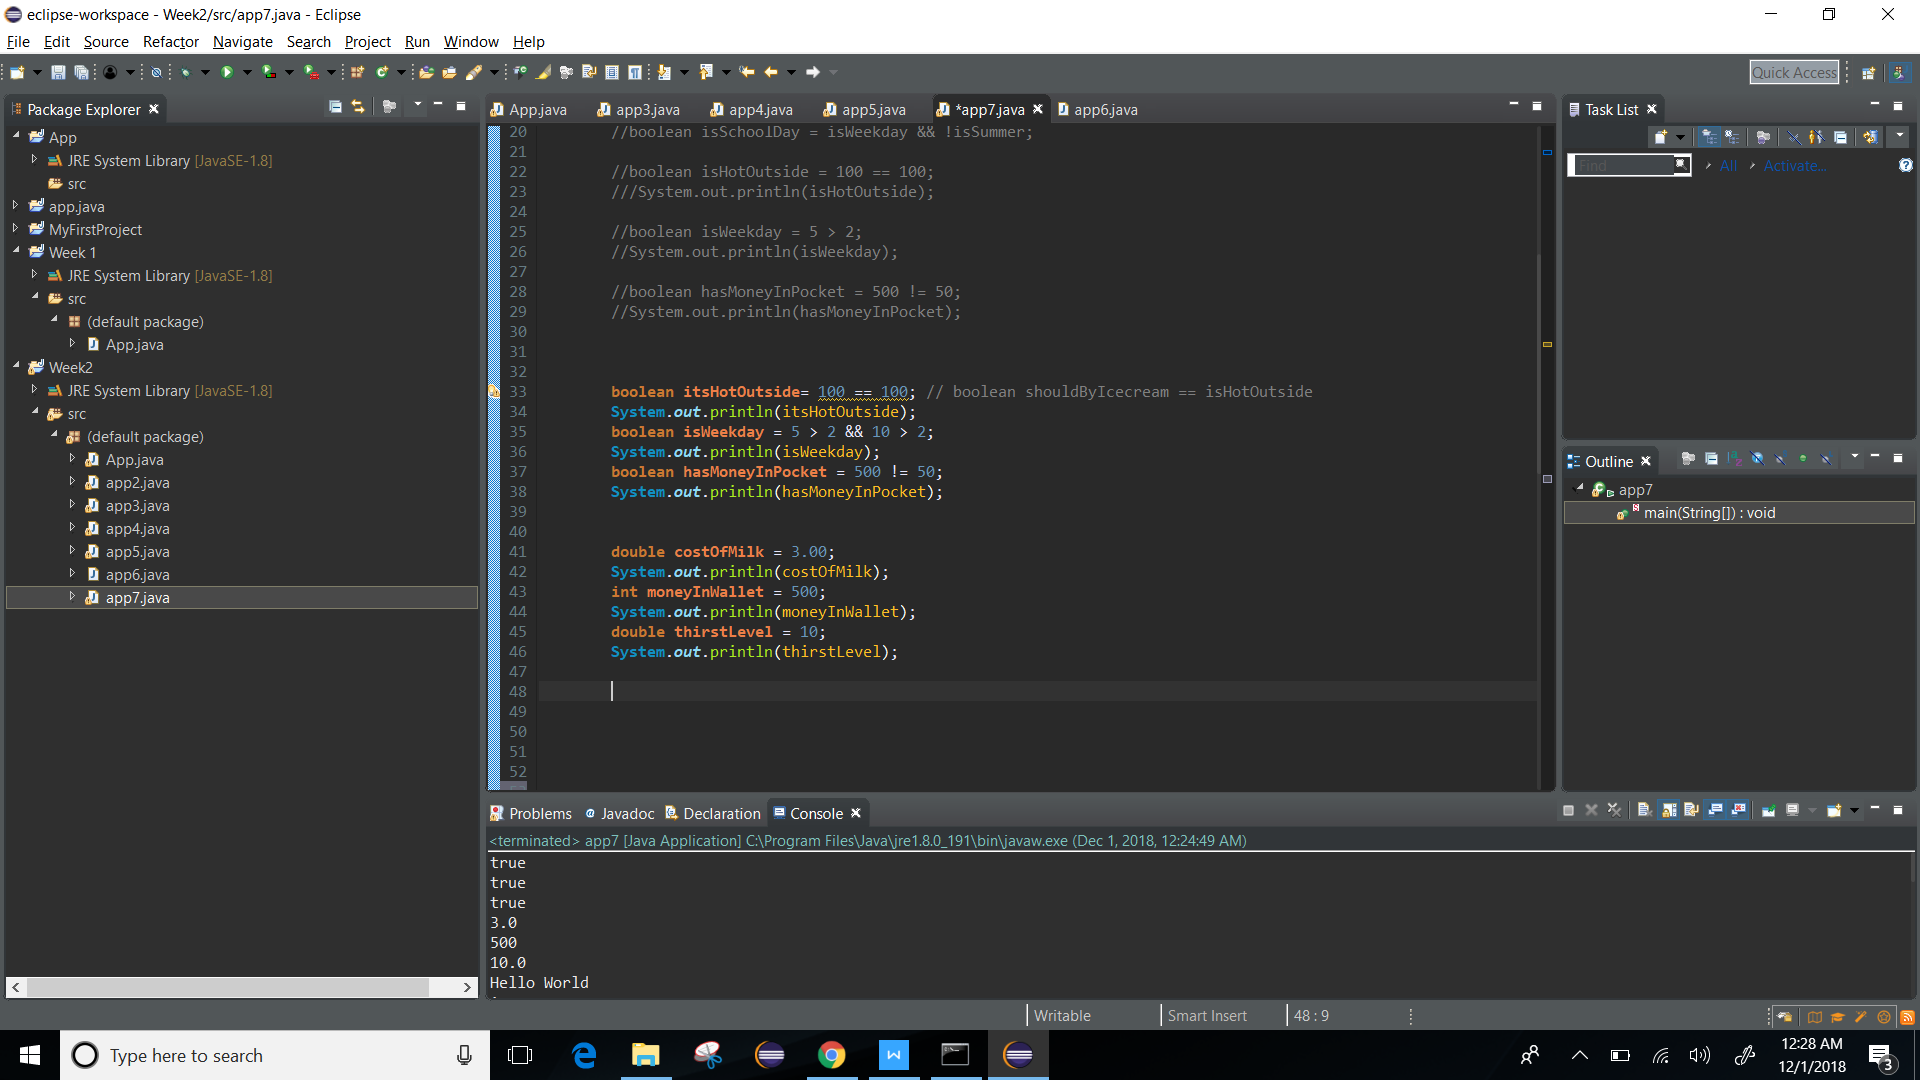 eclipse-workspace - Week2/src/app7.java - Eclipse
File Edit Source Refactor Navigate Search Project Run Window Help
Quick Access
Package Explorer
App
JRE System Library [JavaSE-1.8]
src
app.java
MyFirstProject
Week 1
JRE System Library [JavaSE-1.8]
src
(default package)
App.java
Week2
JRE System Library [JavaSE-1.8]
src
(default package)
App.java
app2.java
app3.java
app4.java
app5.java
app6.java
app7.java
App.java app3.java app4.java app5.java *app7.java app6.java
20 //boolean isSchoolDay = isWeekday && !isSummer;
21
22 //boolean isHotOutside = 100 == 100;
23 ///System.out.println(isHotOutside);
24
25 //boolean isWeekday = 5 > 2;
26 //System.out.println(isWeekday);
27
28 //boolean hasMoneyInPocket = 500 != 50;
29 //System.out.println(hasMoneyInPocket);
30
31
32
33 boolean itsHotOutside= 100 == 100; // boolean shouldByIcecream == isHotOutside
34 System.out.println(itsHotOutside);
35 boolean isWeekday = 5 > 2 && 10 > 2;
36 System.out.println(isWeekday);
37 boolean hasMoneyInPocket = 500 != 50;
38 System.out.println(hasMoneyInPocket);
39
40
41 double costOfMilk = 3.00;
42 System.out.println(costOfMilk);
43 int moneyInWallet = 500;
44 System.out.println(moneyInWallet);
45 double thirstLevel = 10;
46 System.out.println(thirstLevel);
47
48
49
50
51
52
Task List
Find All Activate...
Outline
app7
main(String[]) : void
Problems @ Javadoc Declaration Console
<terminated> app7 [Java Application] C:\Program Files\Java\jre1.8.0_191\bin\javaw.exe (Dec 1, 2018, 12:24:49 AM)
true
true
true
3.0
500
10.0
Hello World
Writable Smart Insert 48 : 9
Type here to search
12:28 AM
12/1/2018
3